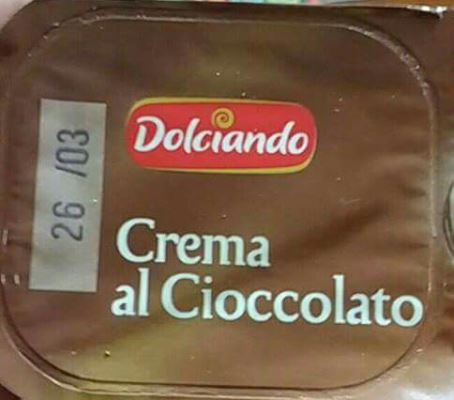 Dolciando
Crema
al Cioccolato
26 /03